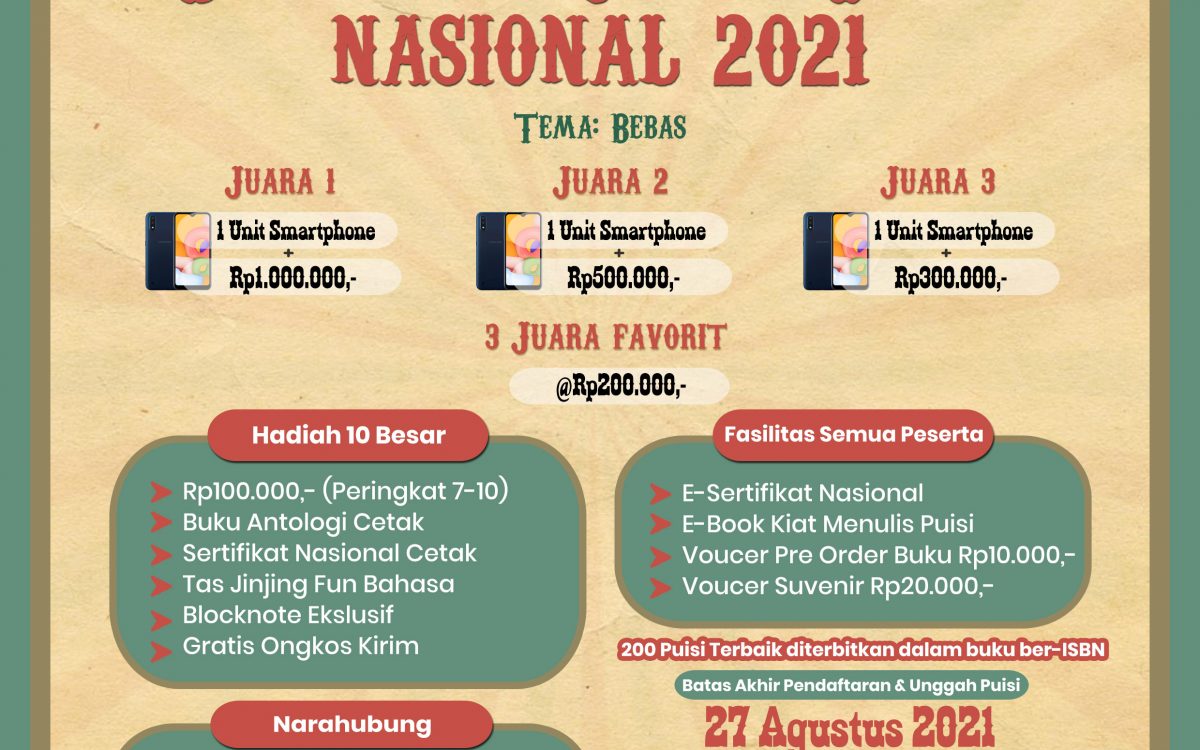 NASIONAL 2021
TEMA: BEBAS
JUARA 1
1 Unit Smartphone
+
Rp1.000.000,-
JUARA 2
1 Unit Smartphone
+
Rp500.000,-
JUARA 3
1 Unit Smartphone
+
Rp300.000,-
3 JUARA FAVORIT
@Rp200.000,-
Hadiah 10 Besar
Rp100.000,- (Peringkat 7-10)
Buku Antologi Cetak
Sertifikat Nasional Cetak
Tas Jinjing Fun Bahasa
Blocknote Ekslusif
Gratis Ongkos Kirim
Fasilitas Semua Peserta
E-Sertifikat Nasional
E-Book Kiat Menulis Puisi
Voucer Pre Order Buku Rp10.000,-
Voucer Suvenir Rp20.000,-
200 Puisi Terbaik diterbitkan dalam buku ber-ISBN
Batas Akhir Pendaftaran & Unggah Puisi
27 Agustus 2021
Narahubung